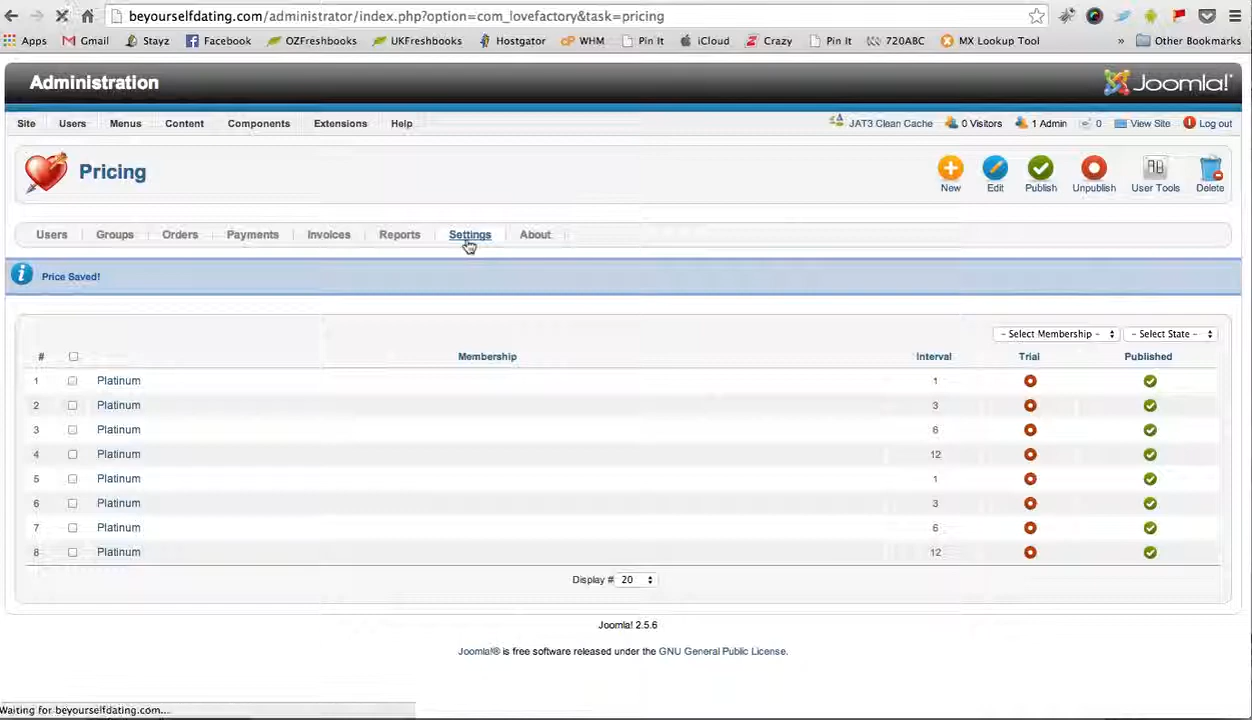 beyourselfdating.com/administrator/index.php?option=com_lovefactory&task=pricing
Apps Gmail Stayz Facebook OZFreshbooks UKFreshbooks Hostgator WHM Pin It iCloud Crazy Pin It 720ABC MX Lookup Tool » Other Bookmarks
Administration Joomla!®
Site Users Menus Content Components Extensions Help JAT3 Clean Cache 0 Visitors 1 Admin 0 View Site Log out
Pricing New Edit Publish Unpublish User Tools Delete
Users Groups Orders Payments Invoices Reports Settings About
Price Saved!
- Select Membership - - Select State -
# Membership Interval Trial Published
1 Platinum 1
2 Platinum 3
3 Platinum 6
4 Platinum 12
5 Platinum 1
6 Platinum 3
7 Platinum 6
8 Platinum 12
Display # 20
Joomla! 2.5.6
Joomla!® is free software released under the GNU General Public License.
Waiting for beyourselfdating.com...